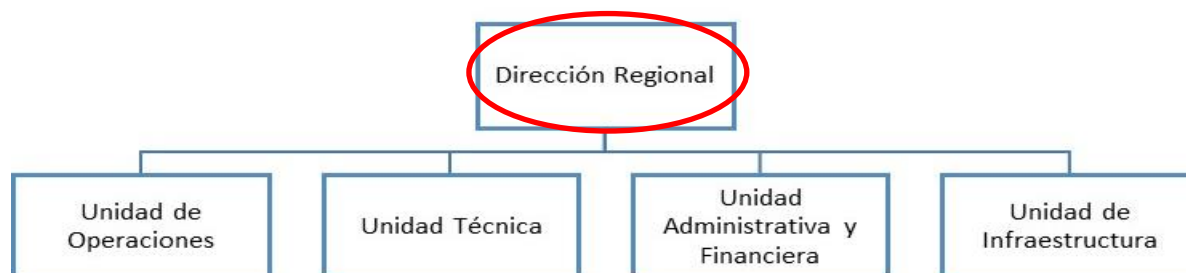 Dirección Regional
Unidad de
Operaciones
Unidad Técnica
Unidad
Administrativa y
Financiera
Unidad de
Infraestructura